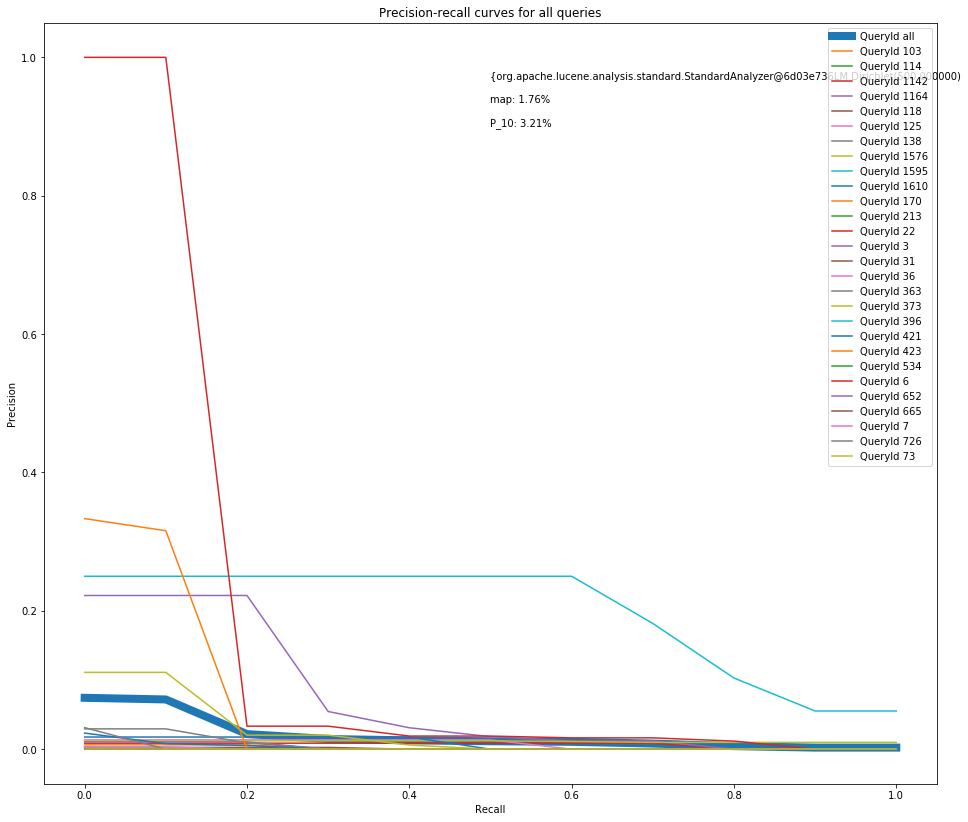 Precision-recall curves for all queries
1.0
0.8
0.6
0.4
0.2
0.0
Precision
{org.apache.lucene.analysis.standard.StandardAnalyzer@6d03e736
map: 1.76%
P_10: 3.21%
QueryId all
QueryId 103
QueryId 114
QueryId 1142
QueryId 1164
QueryId 118
QueryId 125
QueryId 138
QueryId 1576
QueryId 1595
QueryId 1610
QueryId 170
QueryId 213
QueryId 22
QueryId 3
QueryId 31
QueryId 36
QueryId 363
QueryId 373
QueryId 396
QueryId 421
QueryId 423
QueryId 534
QueryId 6
QueryId 652
QueryId 665
QueryId 7
QueryId 726
QueryId 73
0.0
0.2
0.4
0.6
0.8
1.0
Recall